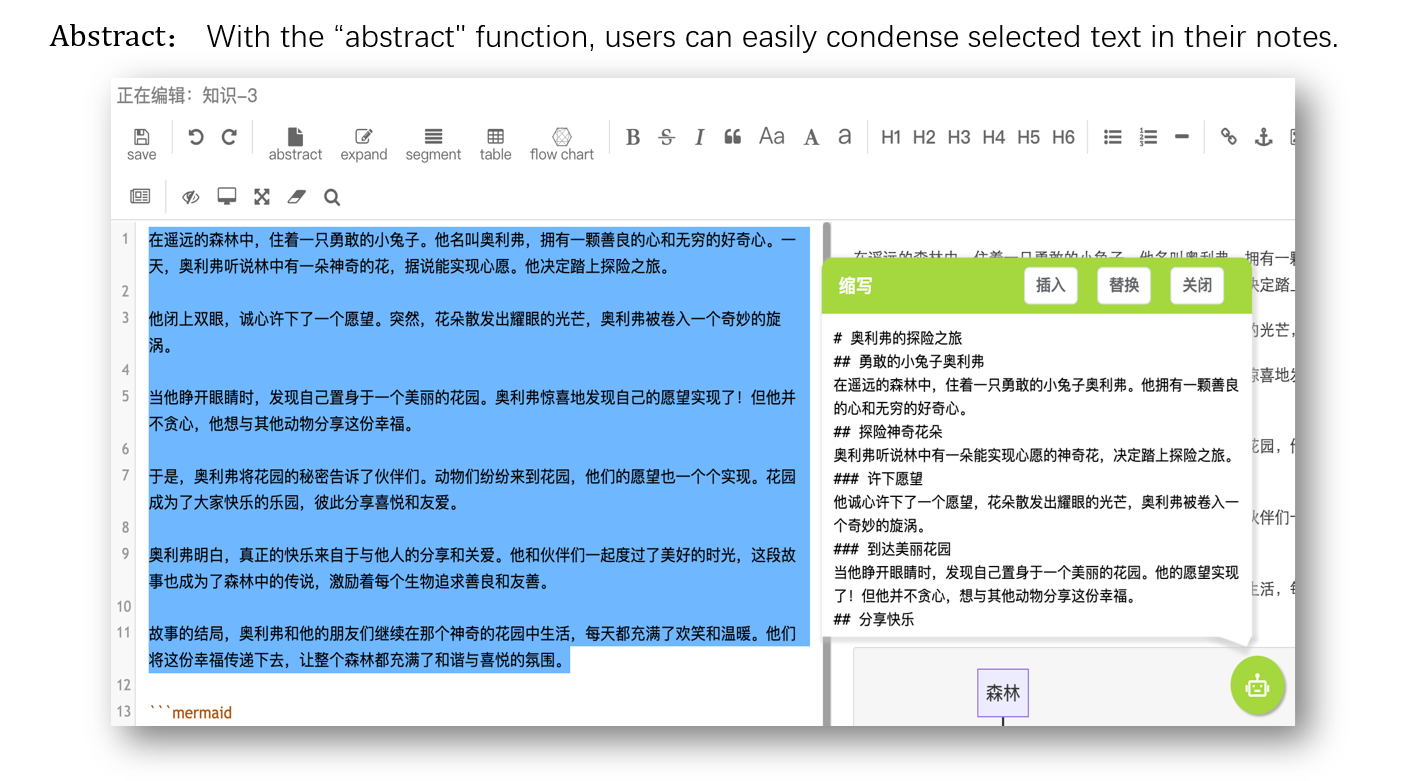 Abstract： With the “abstract" function, users can easily condense selected text in their notes.
正在编辑：知识-3
save
abstract
expand
segment
table
flow chart
B S I Aa A a H1 H2 H3 H4 H5 H6
1 在遥远的森林中，住着一只勇敢的小兔子。他名叫奥利弗，拥有一颗善良的心和无穷的好奇心。一
天，奥利弗听说林中有一朵神奇的花，据说能实现心愿。他决定踏上探险之旅。
2
3 他闭上双眼，诚心许下了一个愿望。突然，花朵散发出耀眼的光芒，奥利弗被卷入一个奇妙的旋
涡。
4
5 当他睁开眼睛时，发现自己置身于一个美丽的花园。奥利弗惊喜地发现自己的愿望实现了！但他并
不贪心，他想与其他动物分享这份幸福。
6
7 于是，奥利弗将花园的秘密告诉了伙伴们。动物们纷纷来到花园，他们的愿望也一个个实现。花园
成为了大家快乐的乐园，彼此分享喜悦和友爱。
8
9 奥利弗明白，真正的快乐来自于与他人的分享和关爱。他和伙伴们一起度过了美好的时光，这段故
事也成为了森林中的传说，激励着每个生物追求善良和友善。
10
11 故事的结局，奥利弗和他的朋友们继续在那个神奇的花园中生活，每天都充满了欢笑和温暖。他们
将这份幸福传递下去，让整个森林都充满了和谐与喜悦的氛围。
12
13 ```mermaid
缩写 插入 替换 关闭
# 奥利弗的探险之旅
## 勇敢的小兔子奥利弗
在遥远的森林中，住着一只勇敢的小兔子奥利弗。他拥有一颗善良
的心和无穷的好奇心。
## 探险神奇花朵
奥利弗听说林中有一朵能实现心愿的神奇花，决定踏上探险之旅。
### 许下愿望
他诚心许下了一个愿望，花朵散发出耀眼的光芒，奥利弗被卷入一
个奇妙的旋涡。
### 到达美丽花园
当他睁开眼睛时，发现自己置身于一个美丽的花园。他的愿望实现
了！但他并不贪心，想与其他动物分享这份幸福。
## 分享快乐
拥有一
决定踏
的光芒，
惊喜地
花园，
伙伴们
生活，
森林